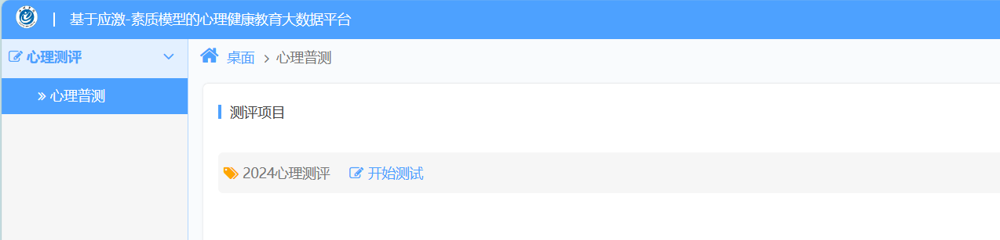 基于应激-素质模型的心理健康教育大数据平台
心理测评
桌面 > 心理普测
» 心理普测
测评项目
2024心理测评 开始测试